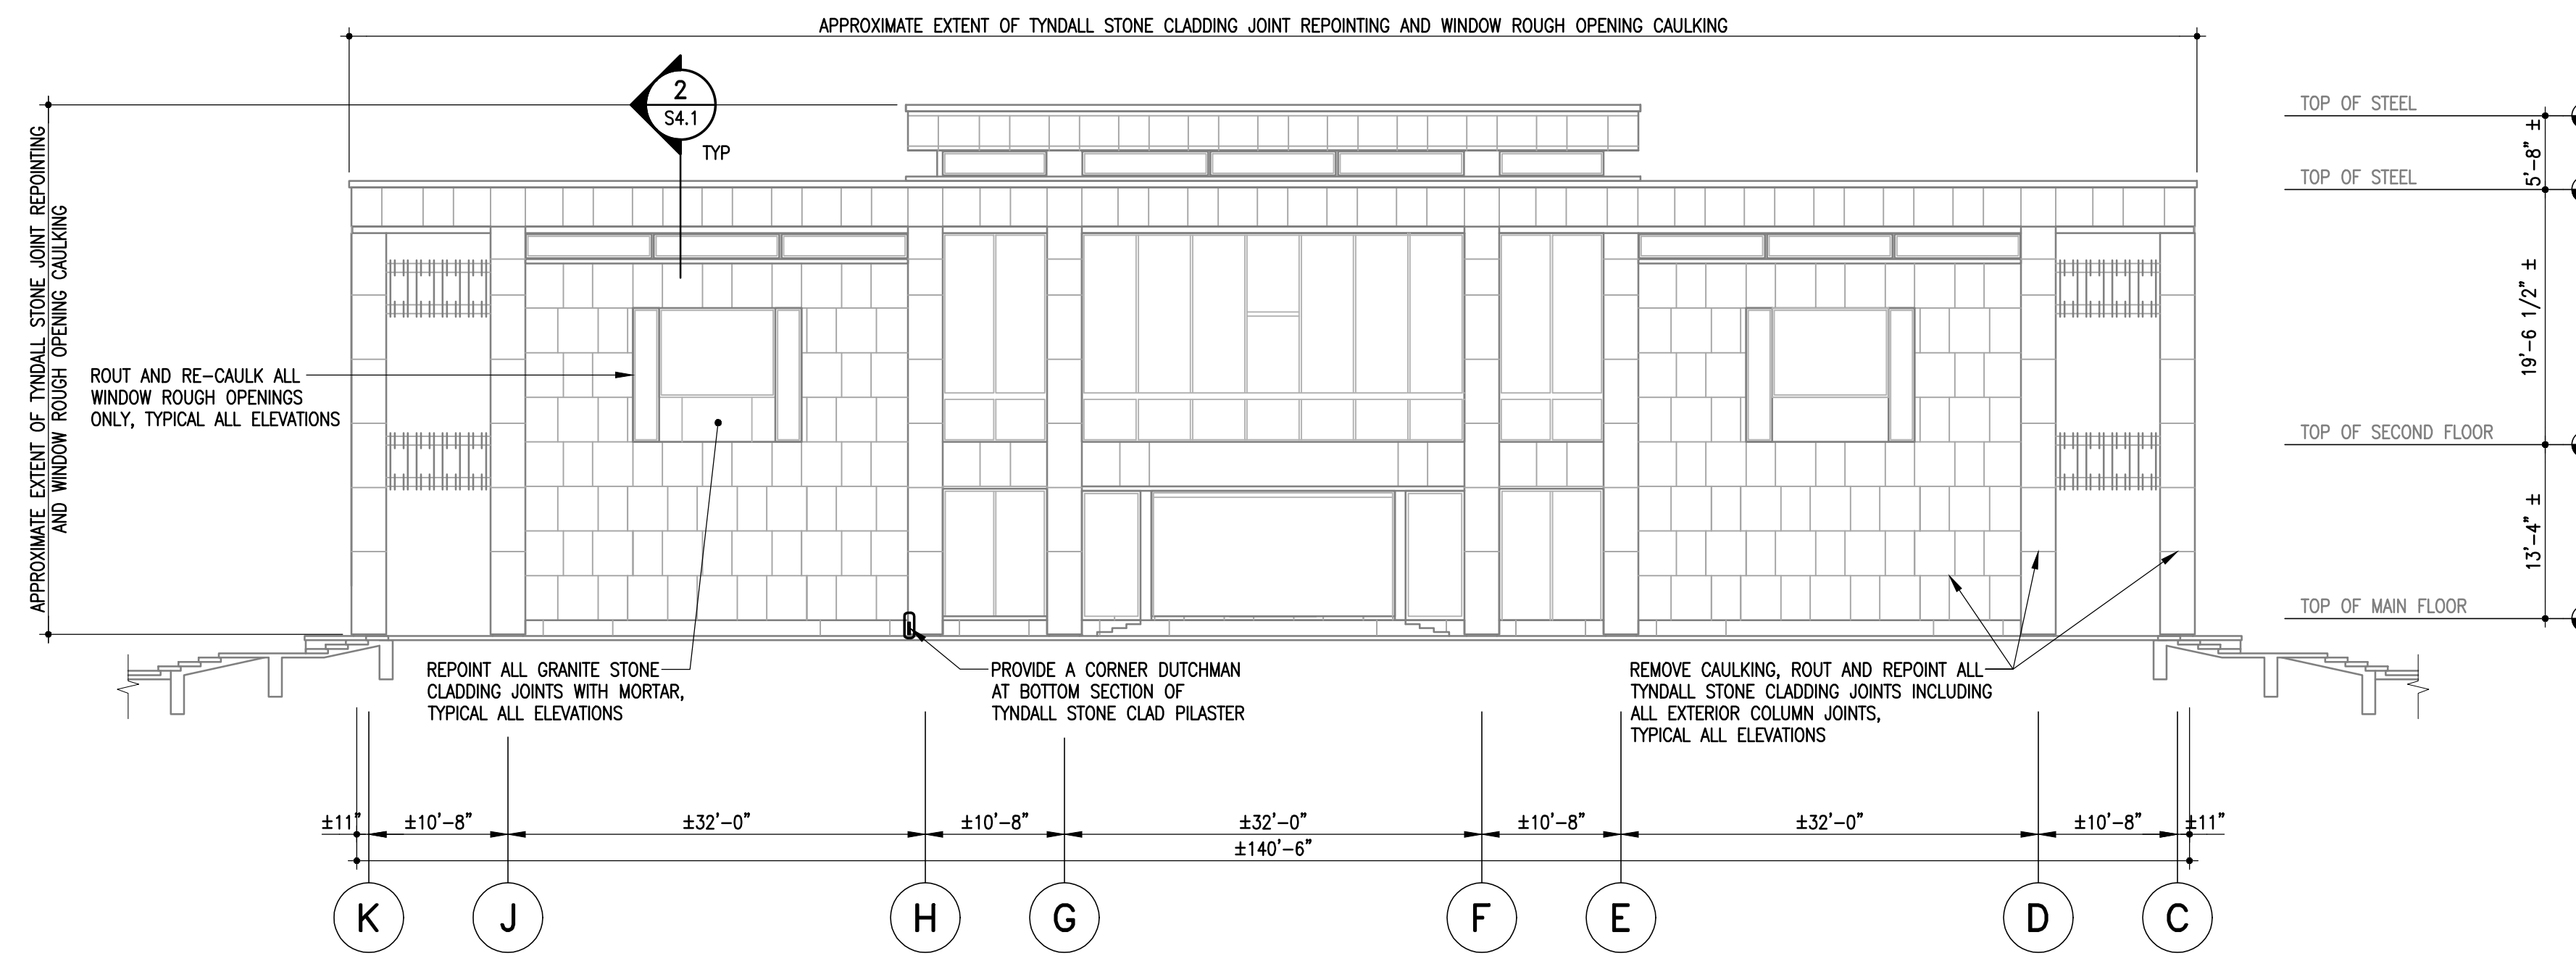 APPROXIMATE EXTENT OF TYNDALL STONE CLADDING JOINT REPOINTING AND WINDOW ROUGH OPENING CAULKING
2
S4.1
TYP
APPROXIMATE EXTENT OF TYNDALL STONE JOINT REPOINTING
AND WINDOW ROUGH OPENING CAULKING
TOP OF STEEL
5'-8" ±
TOP OF STEEL
19'-6 1/2" ±
TOP OF SECOND FLOOR
13'-4" ±
TOP OF MAIN FLOOR
ROUT AND RE-CAULK ALL
WINDOW ROUGH OPENINGS
ONLY, TYPICAL ALL ELEVATIONS
REPOINT ALL GRANITE STONE
CLADDING JOINTS WITH MORTAR,
TYPICAL ALL ELEVATIONS
PROVIDE A CORNER DUTCHMAN
AT BOTTOM SECTION OF
TYNDALL STONE CLAD PILASTER
REMOVE CAULKING, ROUT AND REPOINT ALL
TYNDALL STONE CLADDING JOINTS INCLUDING
ALL EXTERIOR COLUMN JOINTS,
TYPICAL ALL ELEVATIONS
±11" ±10'-8" ±32'-0" ±10'-8" ±32'-0" ±10'-8" ±32'-0" ±10'-8" ±11"
±140'-6"
K J H G F E D C